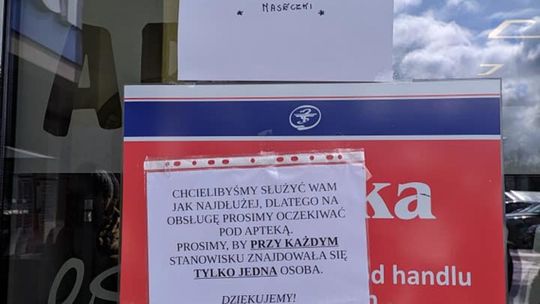 * MASECZKI *
CHCIELIBYŚMY SŁUŻYĆ WAM
JAK NAJDŁUŻEJ, DLATEGO NA
OBSŁUGĘ PROSIMY OCZEKIWAĆ
POD APTEKĄ.
PROSIMY, BY PRZY KAŻDYM
STANOWISKU ZNAJDOWAŁA SIĘ
TYLKO JEDNA OSOBA.
DZIĘKUJEMY!
ka
od handlu